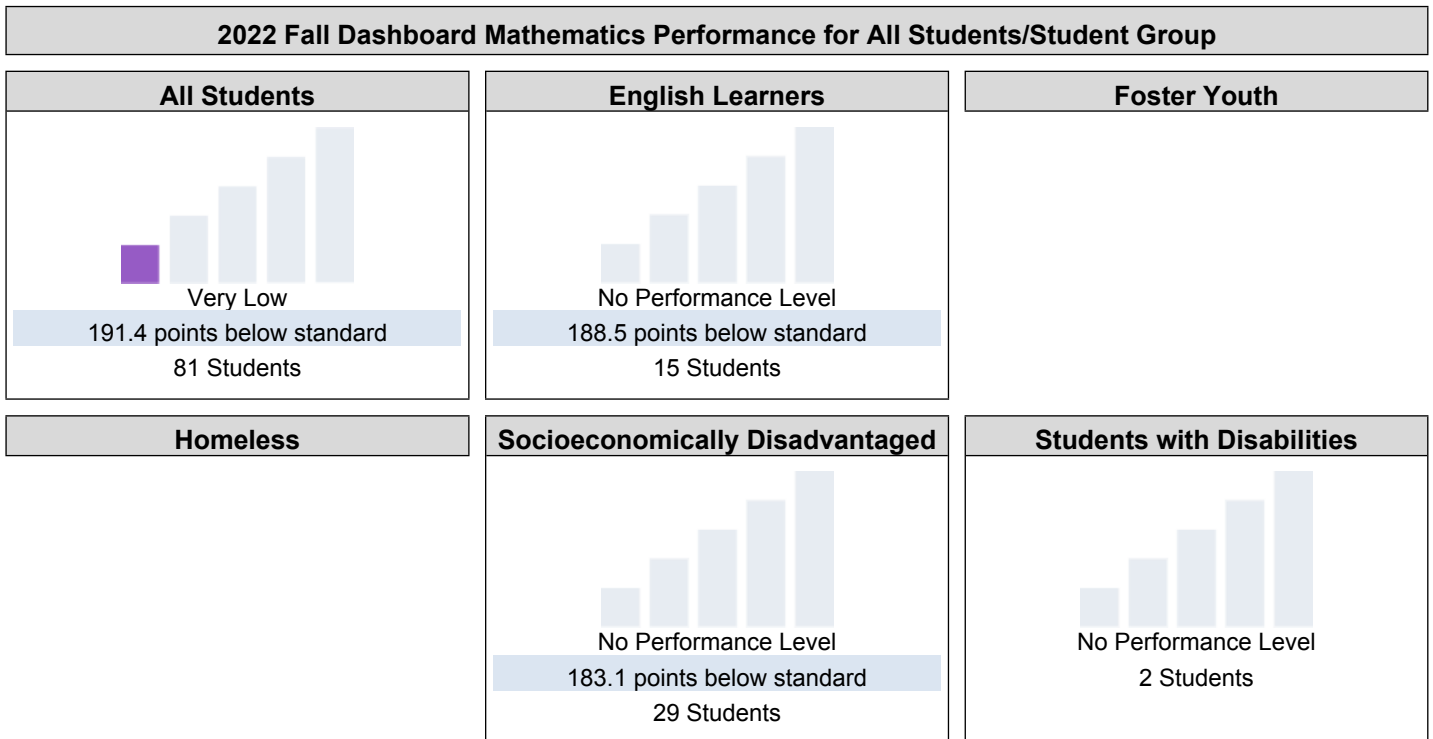 2022 Fall Dashboard Mathematics Performance for All Students/Student Group
All Students
Very Low
191.4 points below standard
81 Students
English Learners
No Performance Level
188.5 points below standard
15 Students
Foster Youth
Homeless
Socioeconomically Disadvantaged
No Performance Level
183.1 points below standard
29 Students
Students with Disabilities
No Performance Level
2 Students